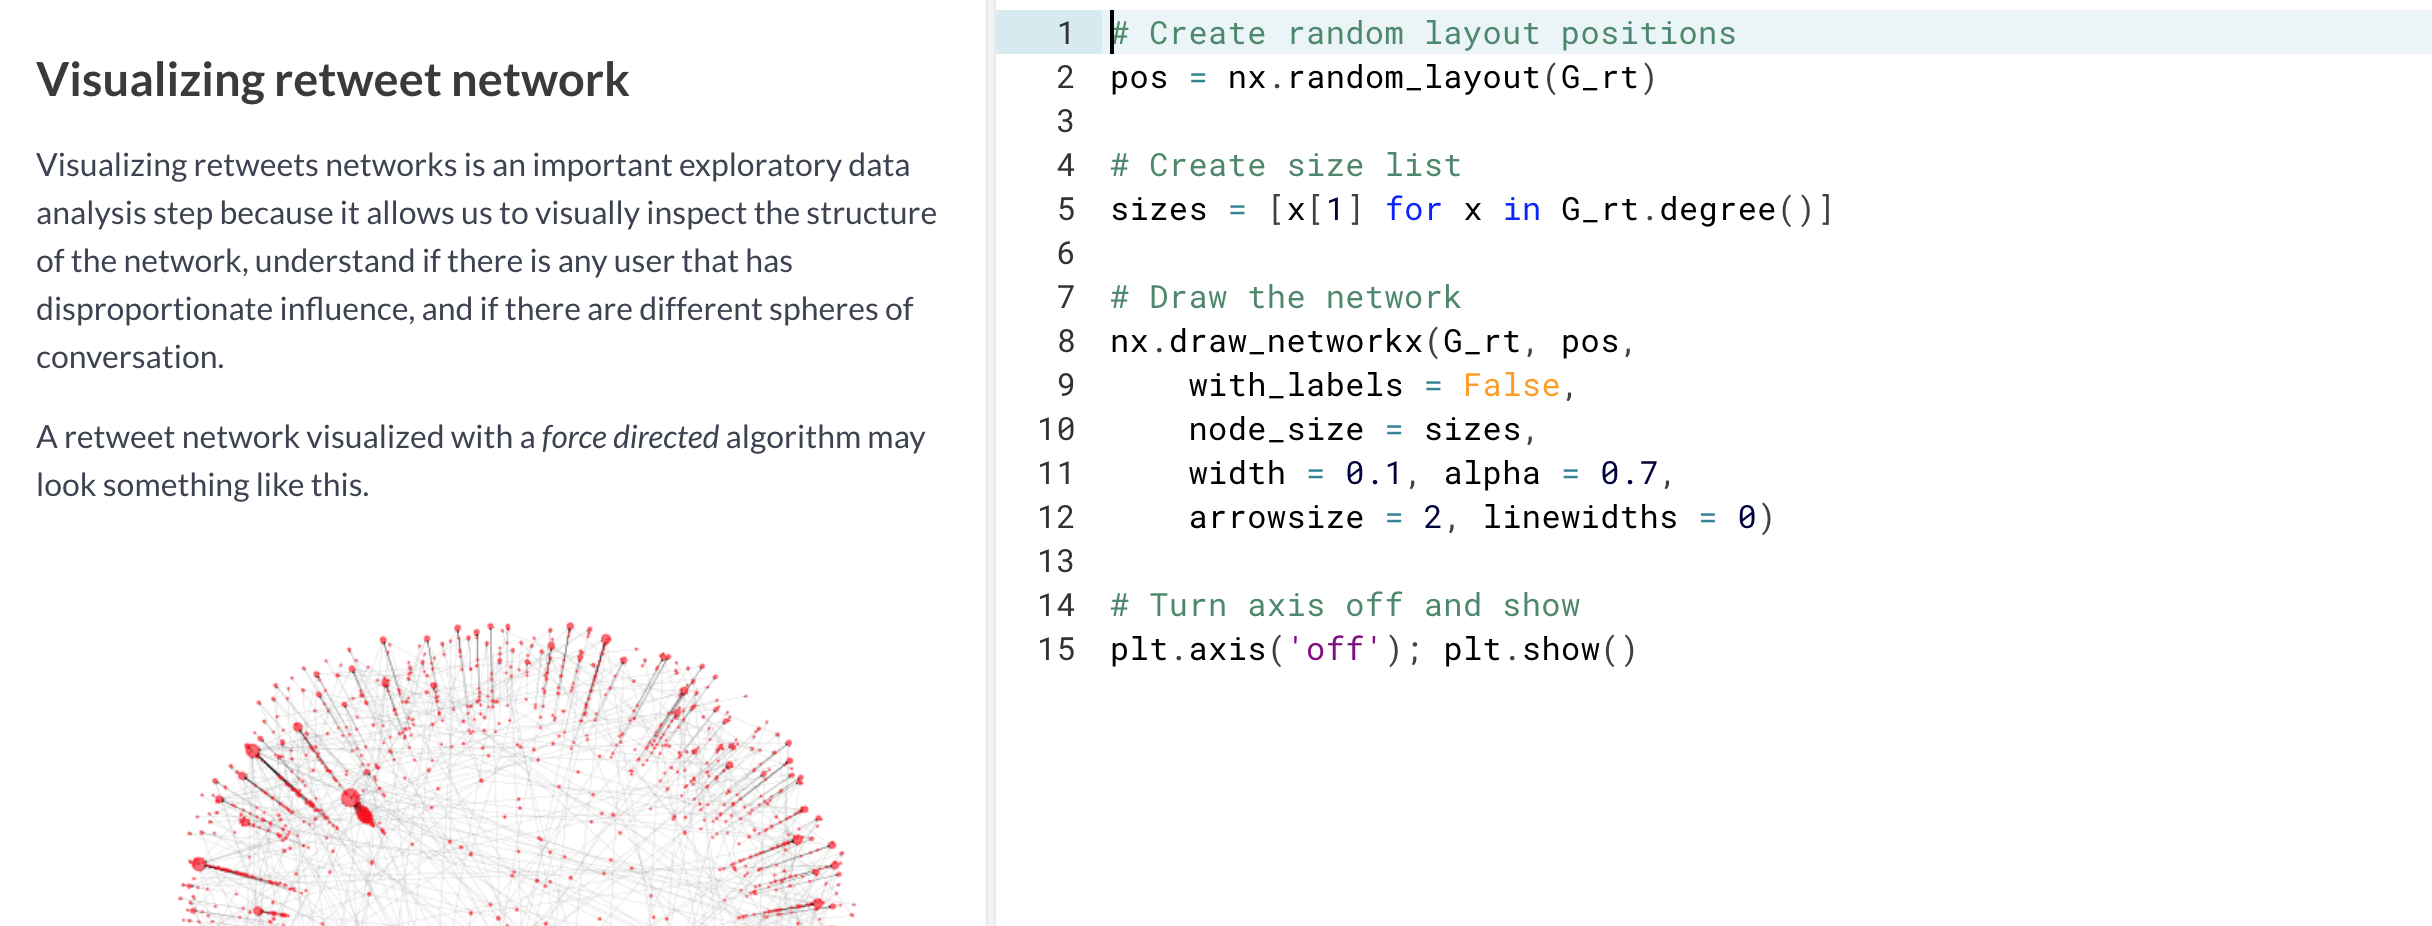 Visualizing retweet network
Visualizing retweets networks is an important exploratory data
analysis step because it allows us to visually inspect the structure
of the network, understand if there is any user that has
disproportionate influence, and if there are different spheres of
conversation.
A retweet network visualized with a force directed algorithm may
look something like this.
1 # Create random layout positions
2 pos = nx.random_layout(G_rt)
3
4 # Create size list
5 sizes = [x[1] for x in G_rt.degree()]
6
7 # Draw the network
8 nx.draw_networkx(G_rt, pos,
9     with_labels = False,
10     node_size = sizes,
11     width = 0.1, alpha = 0.7,
12     arrowsize = 2, linewidths = 0)
13
14 # Turn axis off and show
15 plt.axis('off'); plt.show()